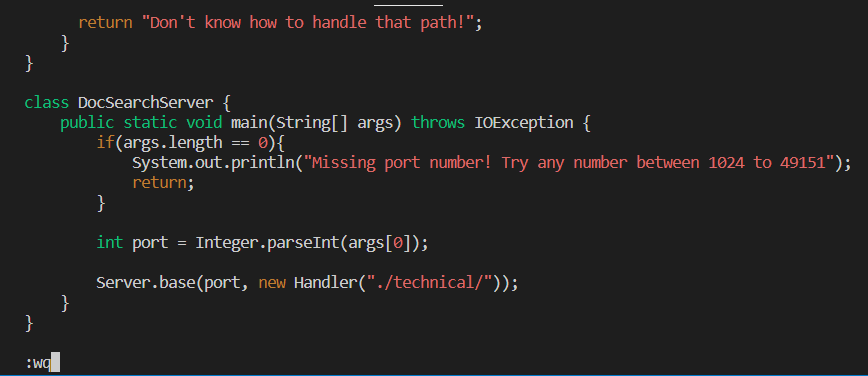 return "Don't know how to handle that path!";
}
}
class DocSearchServer {
public static void main(String[] args) throws IOException {
if(args.length == 0){
System.out.println("Missing port number! Try any number between 1024 to 49151");
return;
}
int port = Integer.parseInt(args[0]);
Server.base(port, new Handler("./technical/"));
}
}
:wq